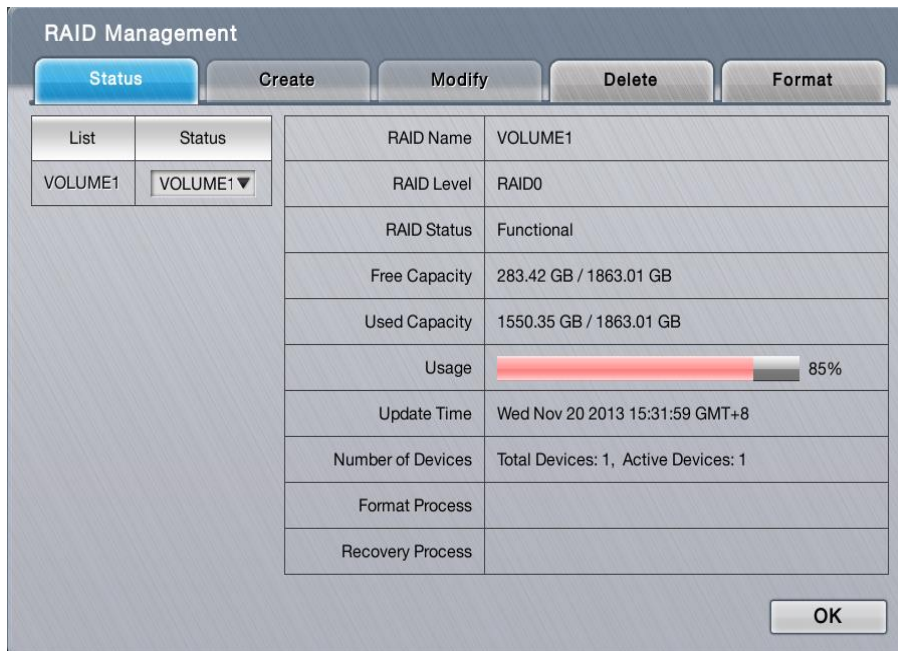 RAID Management
Status Create Modify Delete Format
List Status
VOLUME1 VOLUME1
RAID Name VOLUME1
RAID Level RAID0
RAID Status Functional
Free Capacity 283.42 GB / 1863.01 GB
Used Capacity 1550.35 GB / 1863.01 GB
Usage 85%
Update Time Wed Nov 20 2013 15:31:59 GMT+8
Number of Devices Total Devices: 1, Active Devices: 1
Format Process
Recovery Process
OK